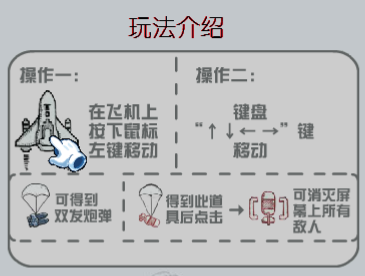 玩法介绍
操作一:
在飞机上
按下鼠标
左键移动
操作二:
键盘
“↑↓←→”键
移动
可得到
双发炮弹
得到此道
具后点击
可消灭屏
幕上所有
敌人